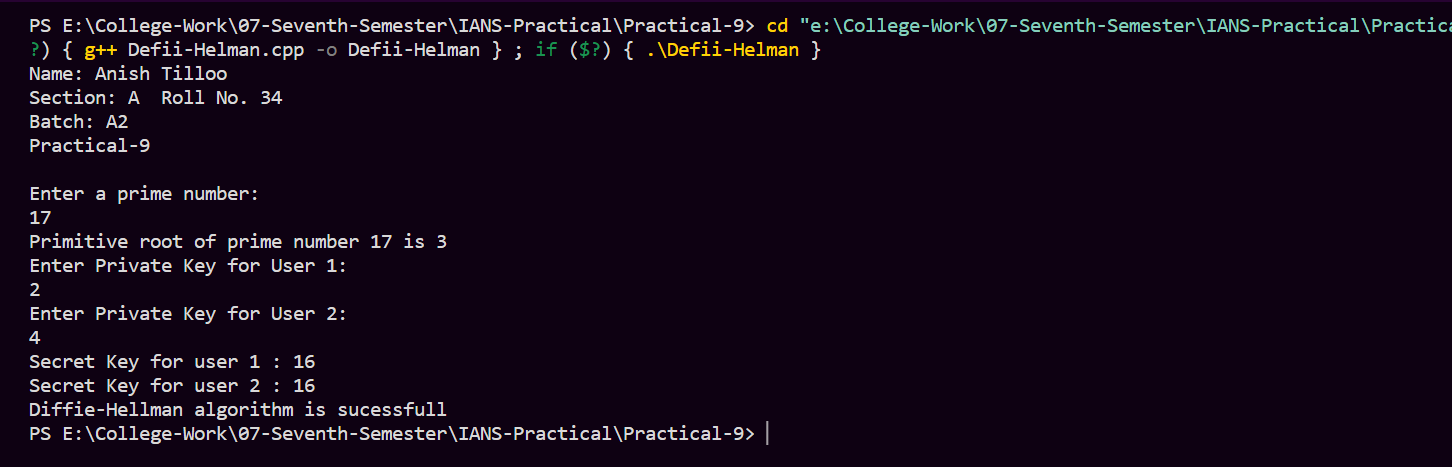 PS E:\College-Work\07-Seventh-Semester\IANS-Practical\Practical-9> cd "e:\College-Work\07-Seventh-Semester\IANS-Practical\Practica
?) { g++ Defii-Helman.cpp -o Defii-Helman } ; if ($?) { .\Defii-Helman }
Name: Anish Tilloo
Section: A  Roll No. 34
Batch: A2
Practical-9
Enter a prime number:
17
Primitive root of prime number 17 is 3
Enter Private Key for User 1:
2
Enter Private Key for User 2:
4
Secret Key for user 1 : 16
Secret Key for user 2 : 16
Diffie-Hellman algorithm is sucessfull
PS E:\College-Work\07-Seventh-Semester\IANS-Practical\Practical-9>